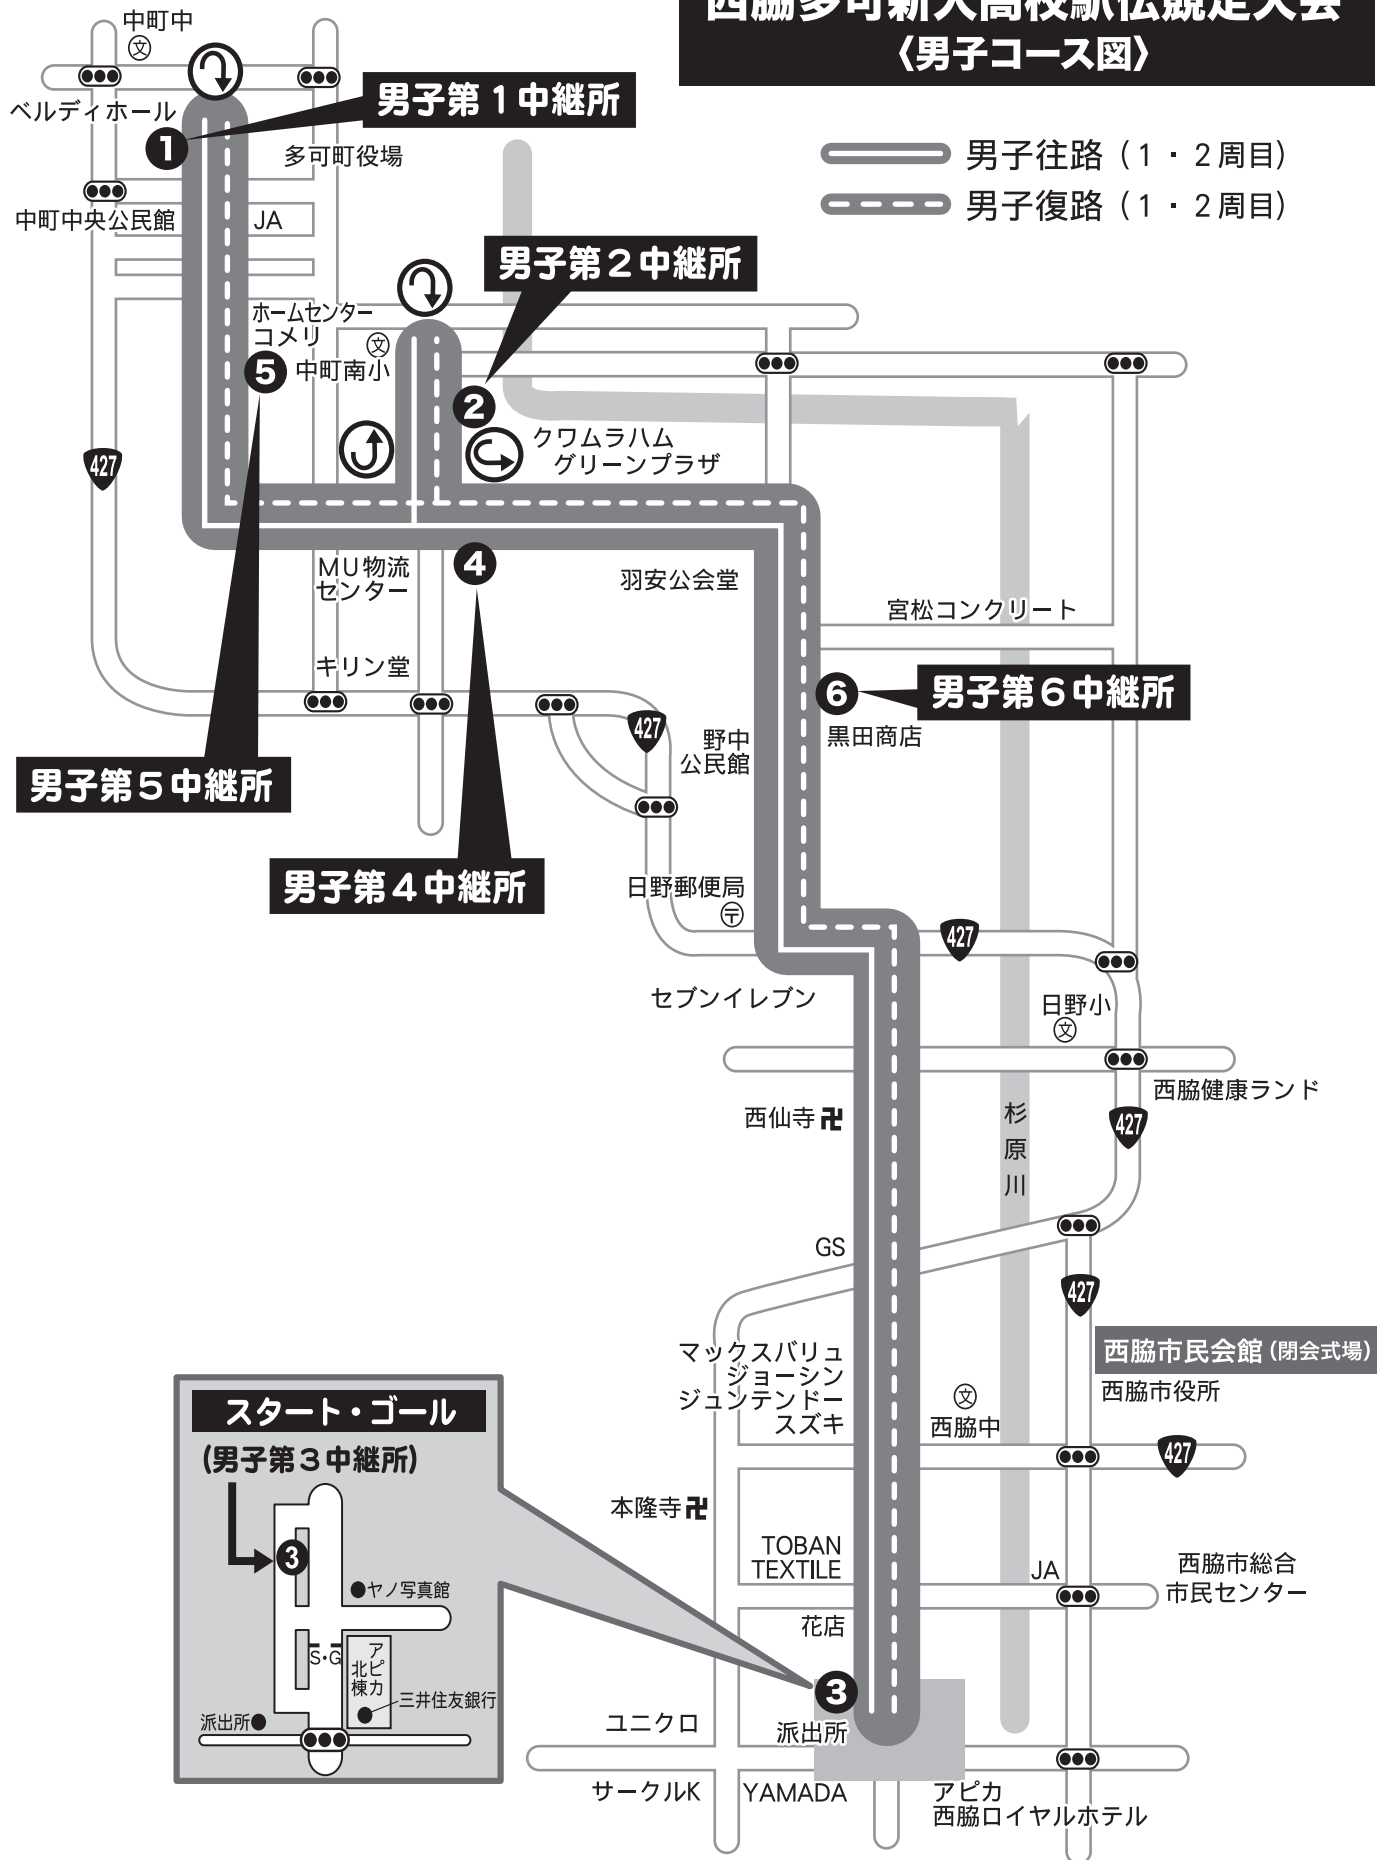 西脇多可新人高校駅伝競走大会
〈男子コース図〉
男子往路（1・2周目）
男子復路（1・2周目）
中町中
文
ベルディホール
男子第1中継所
1
多可町役場
中町中央公民館
JA
男子第2中継所
ホームセンター
コメリ
文
中町南小
5
2
クワムラハム
グリーンプラザ
427
MU物流
センター
4
羽安公会堂
宮松コンクリート
キリン堂
6
男子第6中継所
黒田商店
427
野中
公民館
男子第5中継所
男子第4中継所
日野郵便局
〒
427
セブンイレブン
日野小
文
西脇健康ランド
西仙寺卍
杉原川
427
GS
427
西脇市民会館（閉会式場）
西脇市役所
マックスバリュ
ジョーシン
ジュンテンドー
スズキ
文
西脇中
427
本隆寺卍
TOBAN
TEXTILE
JA
西脇市総合
市民センター
花店
3
派出所
ユニクロ
サークルK
YAMADA
アピカ
西脇ロイヤルホテル
スタート・ゴール
(男子第3中継所)
3
●ヤノ写真館
S・G
アピカ
北棟
三井住友銀行
派出所●